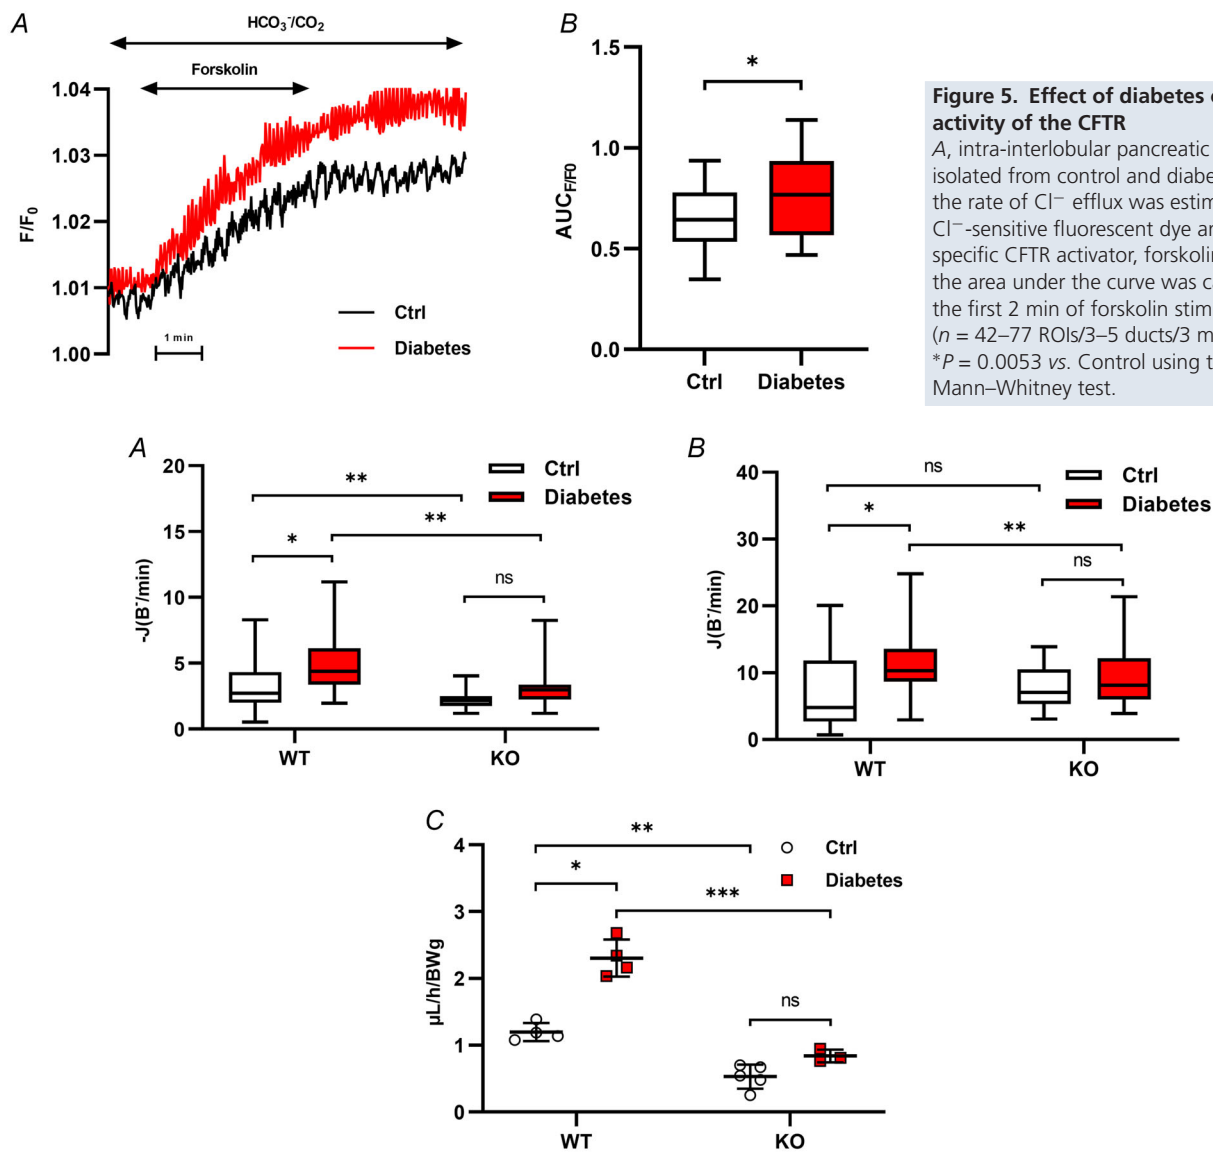 A
HCO₃⁻/CO₂
Forskolin
1.04
1.03
1.02
1.01
1.00
F/F₀
1 min
Ctrl
Diabetes
B
1.5
1.0
0.5
0.0
AUC_F/F0
*
Ctrl
Diabetes
Figure 5. Effect of diabetes
activity of the CFTR
A, intra-interlobular pancreatic
isolated from control and
the rate of Cl⁻ efflux was
Cl⁻-sensitive fluorescent dye
specific CFTR activator,
the area under the curve was
the first 2 min of forskolin
(n = 42–77 ROIs/3–5 ducts/3
*P = 0.0053 vs. Control using
Mann–Whitney test.
A
20
15
10
5
0
-J(B⁻/min)
Ctrl
Diabetes
**
**
*
ns
WT
KO
B
40
30
20
10
0
J(B⁻/min)
Ctrl
Diabetes
ns
*
**
ns
WT
KO
C
4
3
2
1
0
µL/h/BWg
Ctrl
Diabetes
**
*
***
ns
WT
KO